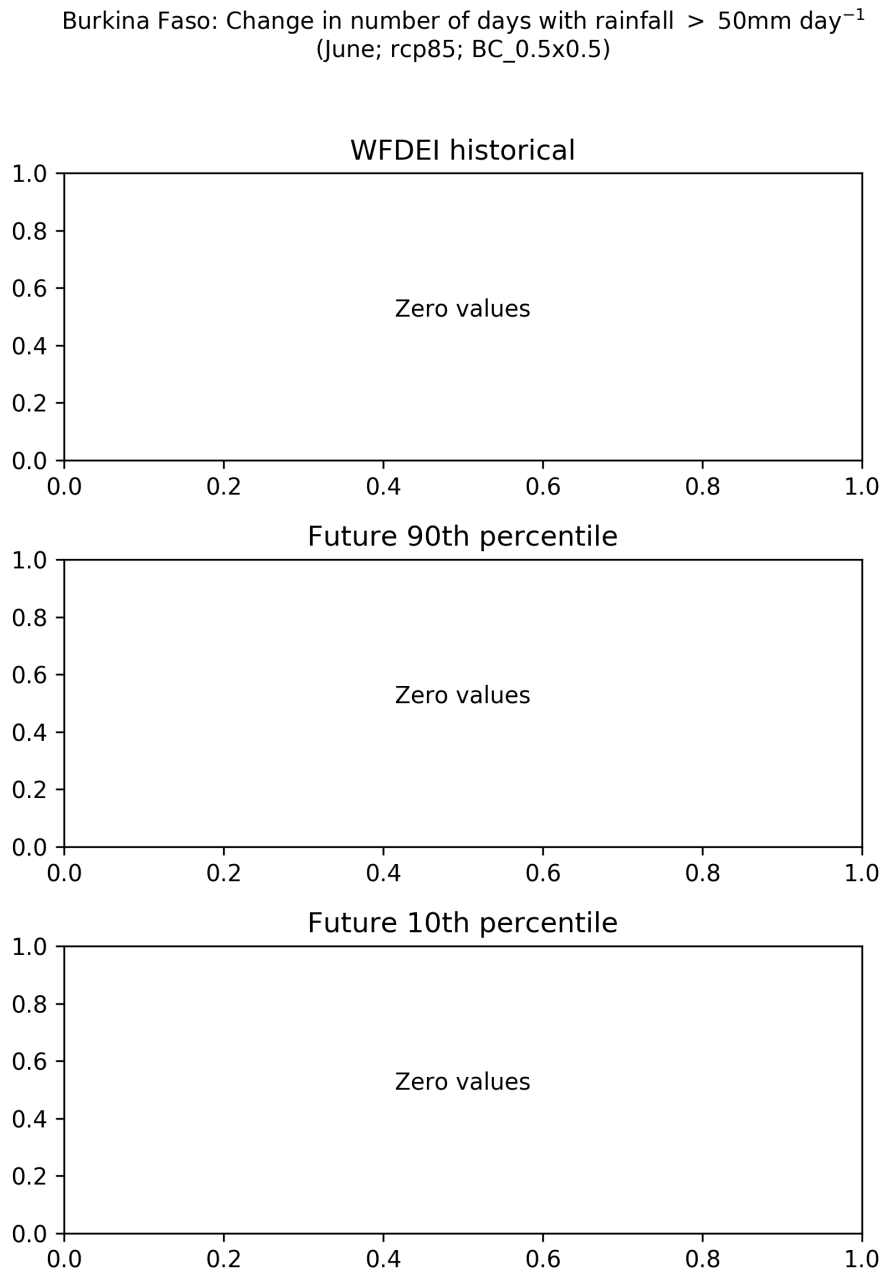 Burkina Faso: Change in number of days with rainfall > 50mm day⁻¹
(June; rcp85; BC_0.5x0.5)
WFDEI historical
1.0
0.8
0.6
0.4
0.2
0.0
Zero values
0.0 0.2 0.4 0.6 0.8 1.0
Future 90th percentile
1.0
0.8
0.6
0.4
0.2
0.0
Zero values
0.0 0.2 0.4 0.6 0.8 1.0
Future 10th percentile
1.0
0.8
0.6
0.4
0.2
0.0
Zero values
0.0 0.2 0.4 0.6 0.8 1.0